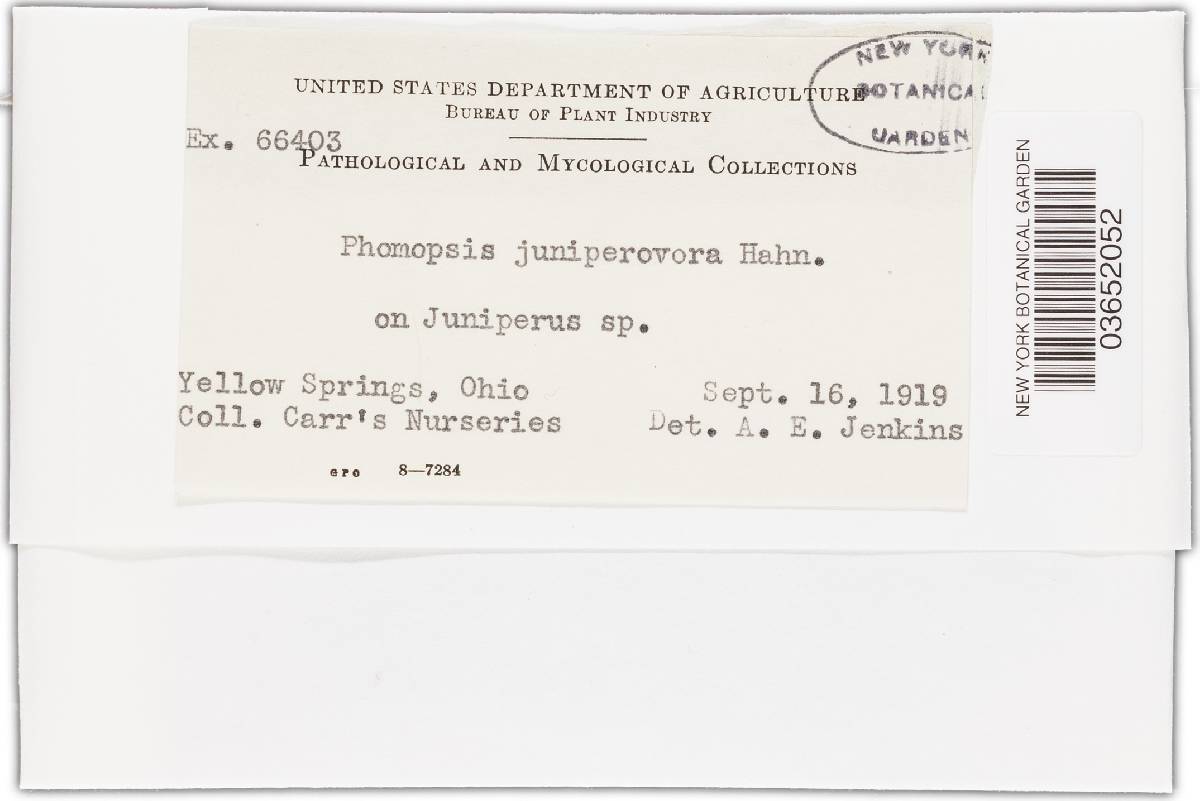 UNITED STATES DEPARTMENT OF AGRICULTURE
BUREAU OF PLANT INDUSTRY
Ex. 66403
PATHOLOGICAL AND MYCOLOGICAL COLLECTIONS
NEW YORK
BOTANICAL
GARDEN
Phomopsis juniperovora Hahn.
on Juniperus sp.
Yellow Springs, Ohio Sept. 16, 1919
Coll. Carr's Nurseries Det. A. E. Jenkins
GPO 8—7284
NEW YORK BOTANICAL GARDEN
03652052